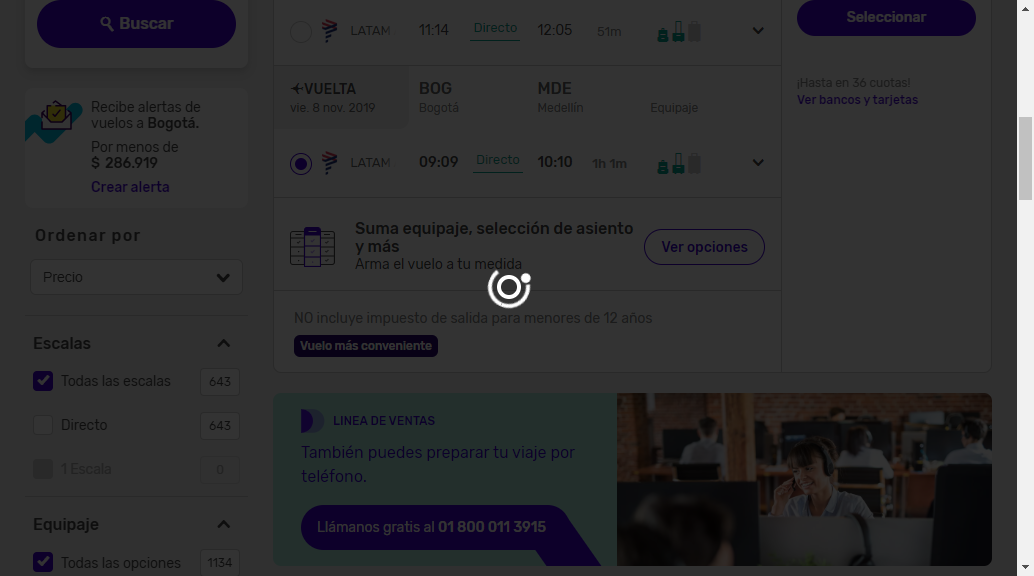 Buscar
Recibe alertas de
vuelos a Bogotá.
Por menos de
$ 286.919
Crear alerta
Ordenar por
Precio
Escalas
Todas las escalas 643
Directo 643
1 Escala 0
Equipaje
Todas las opciones 1134
LATAM 11:14 Directo 12:05 51m
VUELTA BOG MDE
vie. 8 nov. 2019 Bogotá Medellín Equipaje
LATAM 09:09 Directo 10:10 1h 1m
Suma equipaje, selección de asiento
y más
Arma el vuelo a tu medida
Ver opciones
NO incluye impuesto de salida para menores de 12 años
Vuelo más conveniente
Seleccionar
¡Hasta en 36 cuotas!
Ver bancos y tarjetas
LINEA DE VENTAS
También puedes preparar tu viaje por
teléfono.
Llámanos gratis al 01 800 011 3915